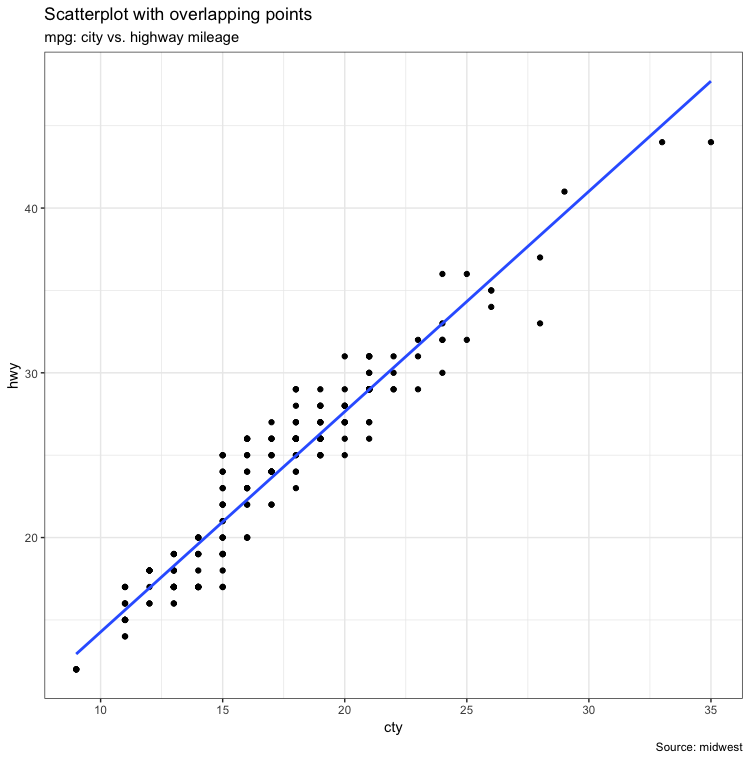 Scatterplot with overlapping points
mpg: city vs. highway mileage
hwy
40
30
20
10 15 20 25 30 35
cty
Source: midwest